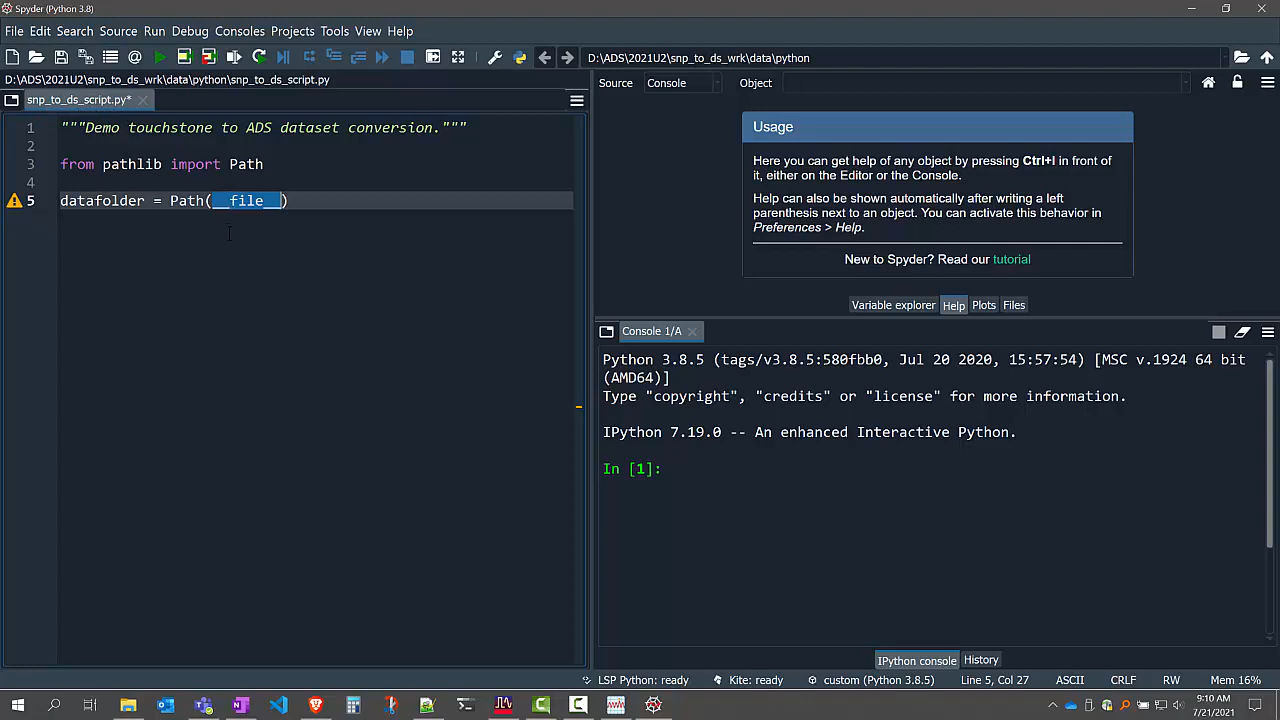 Spyder (Python 3.8)
File Edit Search Source Run Debug Consoles Projects Tools View Help
D:\ADS\2021U2\snp_to_ds_wrk\data\python
D:\ADS\2021U2\snp_to_ds_wrk\data\python\snp_to_ds_script.py
Source Console Object
snp_to_ds_script.py*
1 """Demo touchstone to ADS dataset conversion."""
2
3 from pathlib import Path
4
5 datafolder = Path(__file__)
Usage
Here you can get help of any object by pressing Ctrl+I in front of
it, either on the Editor or the Console.
Help can also be shown automatically after writing a left
parenthesis next to an object. You can activate this behavior in
Preferences > Help.
New to Spyder? Read our tutorial
Variable explorer Help Plots Files
Console 1/A
Python 3.8.5 (tags/v3.8.5:580fbb0, Jul 20 2020, 15:57:54) [MSC v.1924 64 bit
(AMD64)]
Type "copyright", "credits" or "license" for more information.
IPython 7.19.0 -- An enhanced Interactive Python.
In [1]:
IPython console History
LSP Python: ready Kite: ready custom (Python 3.8.5) Line 5, Col 27 ASCII CRLF RW Mem 16%
9:10 AM
7/21/2021